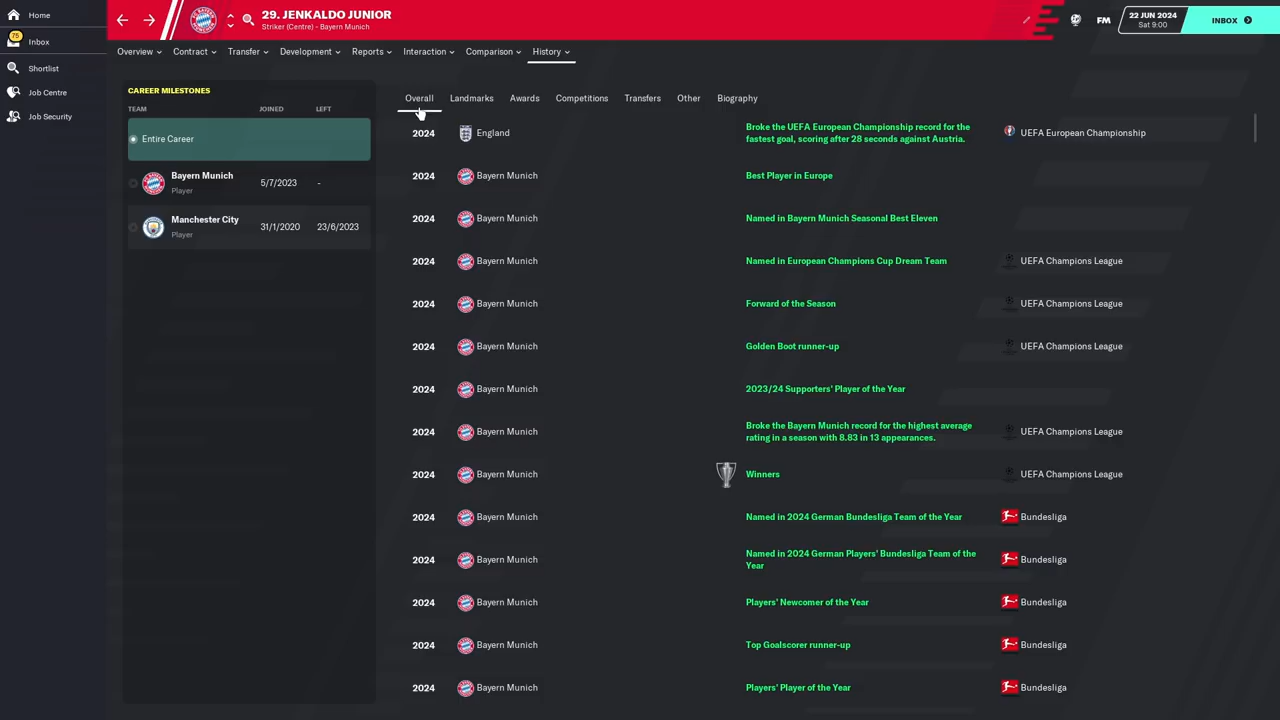 Home
75
Inbox
Shortlist
Job Centre
Job Security
29. JENKALDO JUNIOR
Striker (Centre) - Bayern Munich
FM
22 JUN 2024
Sat 9:00
INBOX
Overview
Contract
Transfer
Development
Reports
Interaction
Comparison
History
CAREER MILESTONES
TEAM JOINED LEFT
Entire Career
Bayern Munich
Player
5/7/2023 -
Manchester City
Player
31/1/2020 23/6/2023
Overall Landmarks Awards Competitions Transfers Other Biography
2024 England Broke the UEFA European Championship record for the
fastest goal, scoring after 28 seconds against Austria.
UEFA European Championship
2024 Bayern Munich Best Player in Europe
2024 Bayern Munich Named in Bayern Munich Seasonal Best Eleven
2024 Bayern Munich Named in European Champions Cup Dream Team UEFA Champions League
2024 Bayern Munich Forward of the Season UEFA Champions League
2024 Bayern Munich Golden Boot runner-up UEFA Champions League
2024 Bayern Munich 2023/24 Supporters' Player of the Year
2024 Bayern Munich Broke the Bayern Munich record for the highest average
rating in a season with 8.83 in 13 appearances.
UEFA Champions League
2024 Bayern Munich Winners UEFA Champions League
2024 Bayern Munich Named in 2024 German Bundesliga Team of the Year Bundesliga
2024 Bayern Munich Named in 2024 German Players' Bundesliga Team of the
Year
Bundesliga
2024 Bayern Munich Players' Newcomer of the Year Bundesliga
2024 Bayern Munich Top Goalscorer runner-up Bundesliga
2024 Bayern Munich Players' Player of the Year Bundesliga